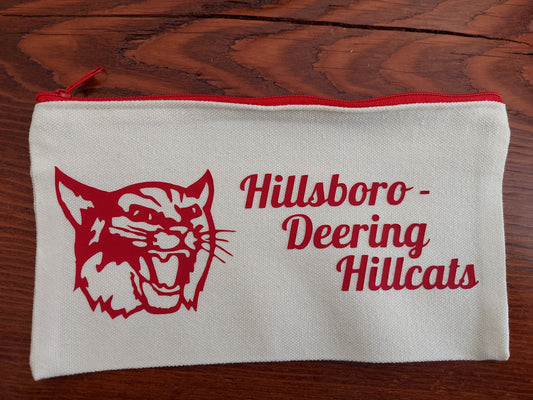 Hillsboro -
Deering
Hillcats